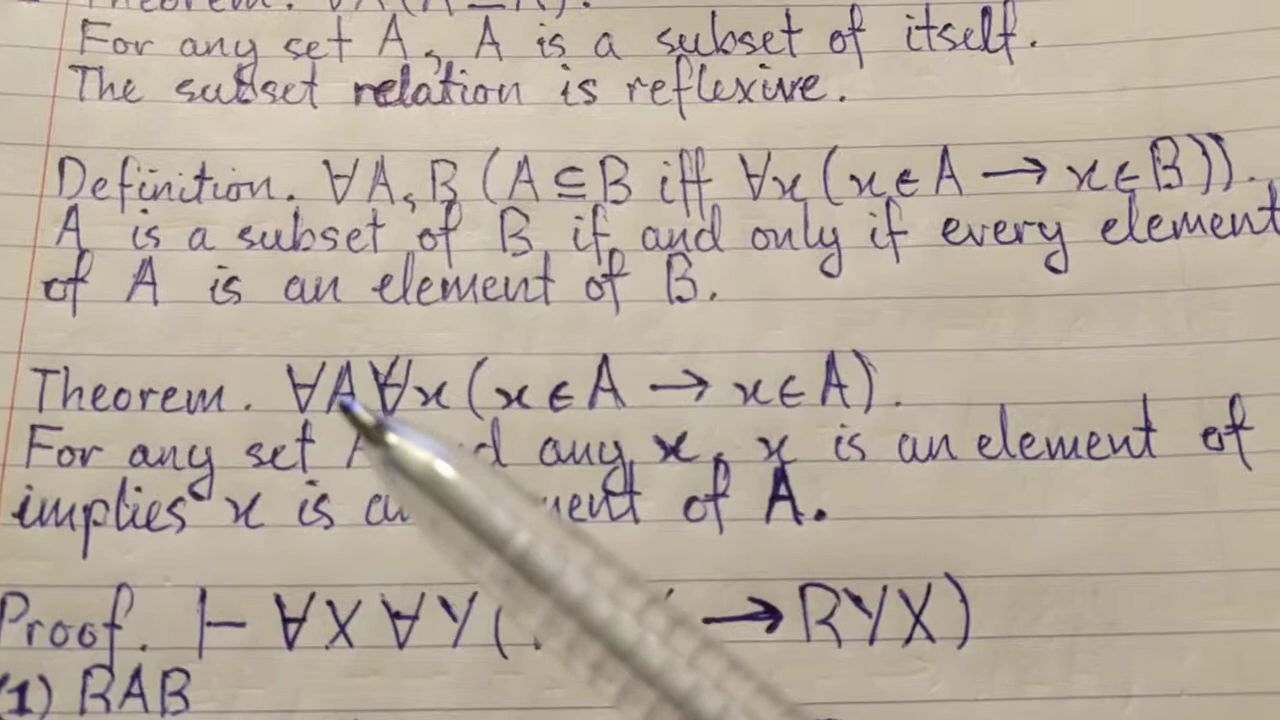 Theorem. ∀A(A⊆A).
For any set A, A is a subset of itself.
The subset relation is reflexive.
Definition. ∀A,B (A⊆B iff ∀x (x∈A → x∈B)).
A is a subset of B if and only if every element
of A is an element of B.
Theorem. ∀A∀x (x∈A → x∈A).
For any set any x, x is an element of
implies x is of A.
Proof. ⊢ ∀X∀Y( → RYX)
(1) RAB